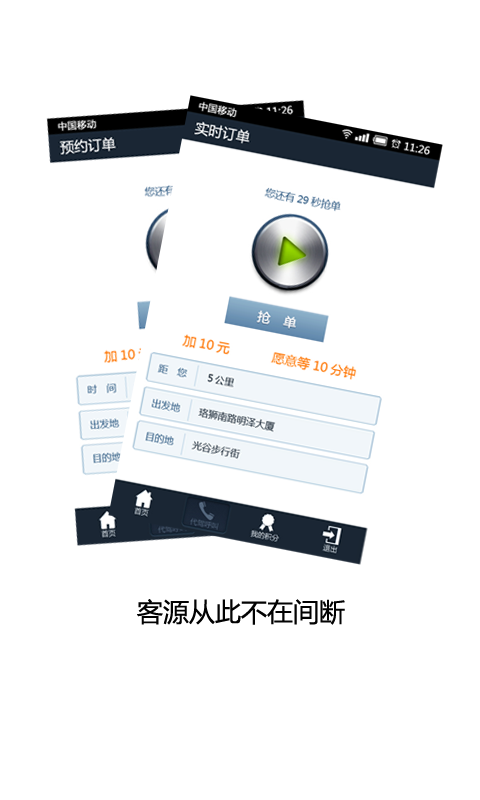 中国移动
11:26
预约订单
您还有
加 10
时 间
出发地
目的地
首页
中国移动
11:26
实时订单
您还有 29 秒抢单
抢 单
加 10 元
愿意等 10 分钟
距 您
5 公里
出发地
珞狮南路明泽大厦
目的地
光谷步行街
首页
代驾呼叫
我的积分
退出
客源从此不在间断